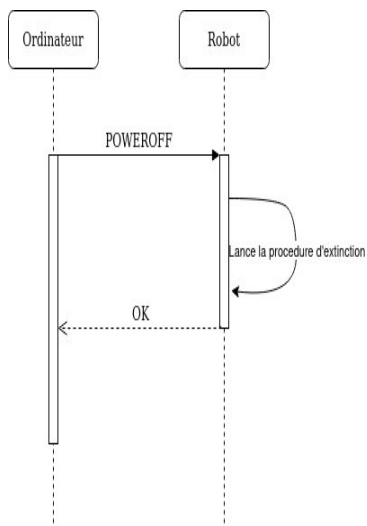 Ordinateur
Robot
POWEROFF
Lance la procedure d'extinction
OK